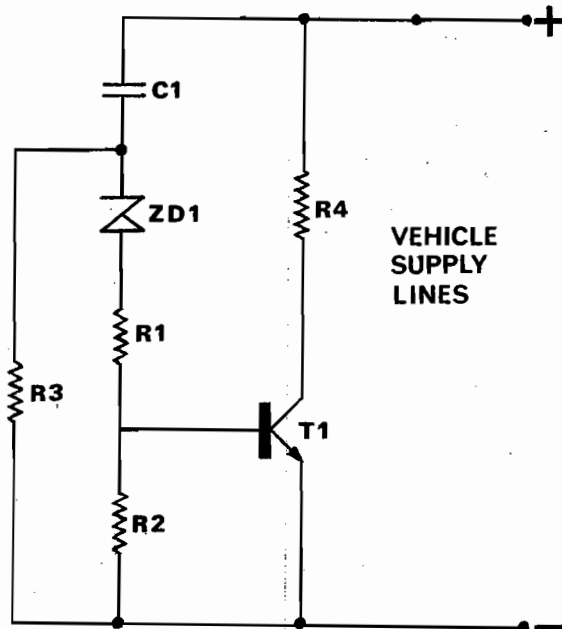 +
C1
ZD1
R4
VEHICLE
SUPPLY
LINES
R1
R3
T1
R2
−